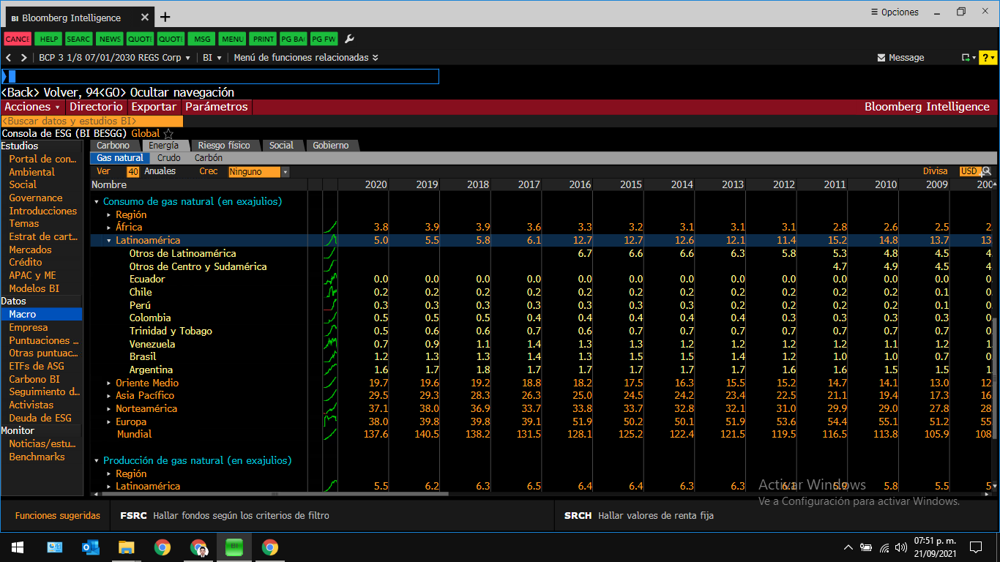 BI Bloomberg Intelligence
Opciones
CANCE HELP SEARC NEWS QUOTE QUOTE MSG MENU PRINT PG BA PG FW
BCP 3 1/8 07/01/2030 REGS Corp BI Menú de funciones relacionadas Message ?
<Back> Volver, 94<GO> Ocultar navegación
Acciones Directorio Exportar Parámetros Bloomberg Intelligence
<Buscar datos y estudios BI>
Consola de ESG (BI BESGG) Global
Estudios
Portal de con...
Ambiental
Social
Governance
Introducciones
Temas
Estrat de cart...
Mercados
Crédito
APAC y ME
Modelos BI
Datos
Macro
Empresa
Puntuaciones ...
Otras puntuac...
ETFs de ASG
Carbono BI
Seguimiento d...
Activistas
Deuda de ESG
Monitor
Noticias/estu...
Benchmarks
Carbono Energía Riesgo físico Social Gobierno
Gas natural Crudo Carbón
Ver 40 Anuales Crec Ninguno Divisa USD
Nombre 2020 2019 2018 2017 2016 2015 2014 2013 2012 2011 2010 2009 200
Consumo de gas natural (en exajulios)
Región
África 3.8 3.9 3.9 3.6 3.3 3.2 3.1 3.1 3.1 2.8 2.6 2.5 2
Latinoamérica 5.0 5.5 5.8 6.1 12.7 12.7 12.6 12.1 11.4 15.2 14.8 13.7 13
Otros de Latinoamérica 6.7 6.6 6.6 6.3 5.8 5.3 4.8 4.5 4.
Otros de Centro y Sudamérica 4.7 4.9 4.5 4.
Ecuador 0.0 0.0 0.0 0.0 0.0 0.0 0.0 0.0 0.0 0.0 0.0 0.0 0.
Chile 0.2 0.2 0.2 0.2 0.2 0.2 0.2 0.2 0.2 0.2 0.2 0.1 0.
Perú 0.3 0.3 0.3 0.3 0.3 0.3 0.3 0.2 0.2 0.2 0.2 0.1 0.
Colombia 0.5 0.5 0.5 0.4 0.4 0.4 0.4 0.4 0.3 0.3 0.3 0.3 0.
Trinidad y Tobago 0.5 0.6 0.6 0.7 0.6 0.7 0.7 0.7 0.7 0.7 0.7 0.7 0.
Venezuela 0.7 0.9 1.1 1.4 1.3 1.3 1.2 1.2 1.2 1.2 1.1 1.2 1
Brasil 1.2 1.3 1.3 1.4 1.3 1.5 1.5 1.4 1.2 1.0 1.0 0.7 0.
Argentina 1.6 1.7 1.8 1.7 1.7 1.7 1.7 1.7 1.6 1.6 1.5 1.5 1
Oriente Medio 19.7 19.6 19.2 18.8 18.2 17.5 16.3 15.5 15.2 14.7 14.1 13.0 12
Asia Pacífico 29.5 29.3 28.3 26.3 25.0 24.5 24.2 23.4 22.5 21.1 19.4 17.3 16
Norteamérica 37.1 38.0 36.9 33.7 33.8 33.7 32.8 32.1 31.0 29.9 29.0 27.8 28
Europa 38.0 39.8 39.8 39.1 51.9 50.2 50.1 51.9 53.6 54.4 55.1 51.2 55
Mundial 137.6 140.5 138.2 131.5 128.1 125.2 122.4 121.5 119.5 116.5 113.8 105.9 108
Producción de gas natural (en exajulios)
Región
Latinoamérica 5.5 6.2 6.3 6.5 6.4 6.4 6.3 6.3 6.1 5.9 5.8 5.5 5
Activar Windows
Ve a Configuración para activar Windows.
Funciones sugeridas FSRC Hallar fondos según los criterios de filtro SRCH Hallar valores de renta fija
BI
07:51 p. m.
21/09/2021